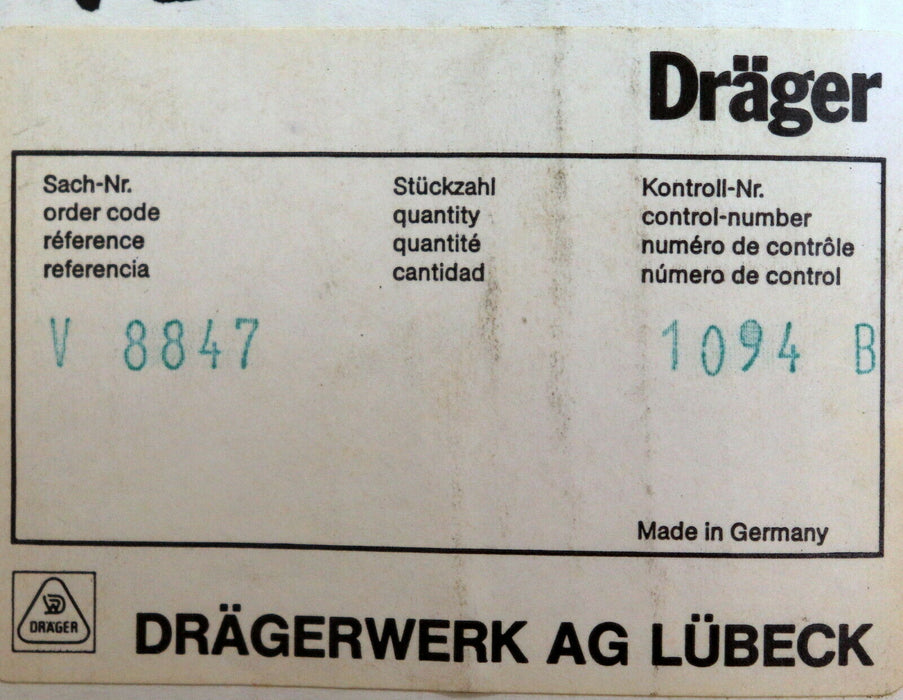 Dräger
Sach-Nr.
order code
réference
referencia
Stückzahl
quantity
quantité
cantidad
Kontroll-Nr.
control-number
numéro de contrôle
número de control
V 8847
1094 B
Made in Germany
DRÄGER
DRÄGERWERK AG LÜBECK